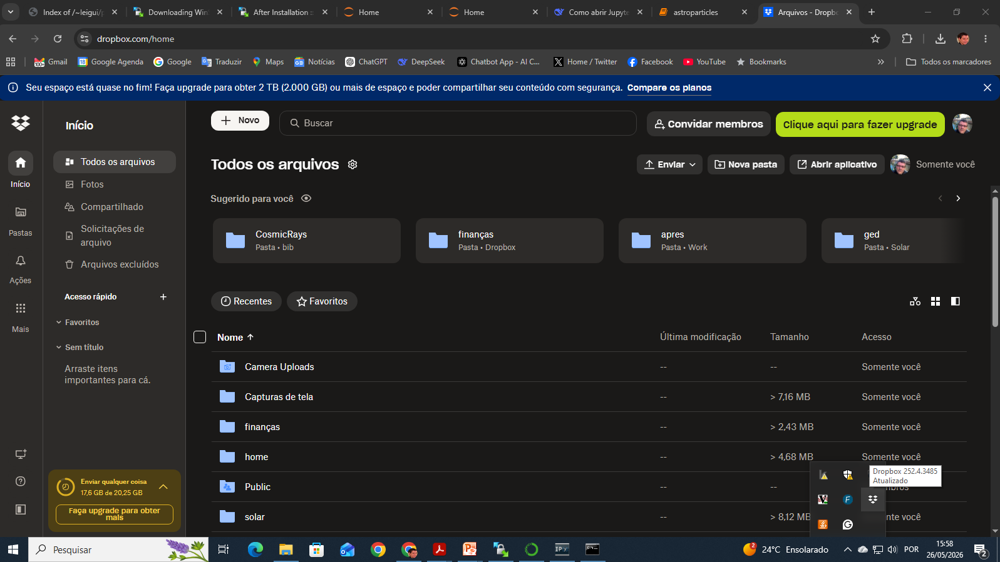 Index of /~leigui/p
Downloading Win
After Installation ::
Home
Home
Como abrir Jupyte
astroparticles
Arquivos - Dropbo
dropbox.com/home
Gmail
Google Agenda
Google
Traduzir
Maps
Notícias
ChatGPT
DeepSeek
Chatbot App - AI C...
Home / Twitter
Facebook
YouTube
Bookmarks
Todos os marcadores
Seu espaço está quase no fim! Faça upgrade para obter 2 TB (2.000 GB) ou mais de espaço e poder compartilhar seu conteúdo com segurança. Compare os planos
Início
Novo
Buscar
Convidar membros
Clique aqui para fazer upgrade
Início
Pastas
Ações
Mais
Todos os arquivos
Fotos
Compartilhado
Solicitações de
arquivo
Arquivos excluídos
Acesso rápido
Favoritos
Sem título
Arraste itens
importantes para cá.
Enviar qualquer coisa
17,6 GB de 20,25 GB
Faça upgrade para obter
mais
Todos os arquivos
Enviar
Nova pasta
Abrir aplicativo
Somente você
Sugerido para você
CosmicRays
Pasta • bib
finanças
Pasta • Dropbox
apres
Pasta • Work
ged
Pasta • Solar
Recentes
Favoritos
Nome
Última modificação
Tamanho
Acesso
Camera Uploads -- -- Somente você
Capturas de tela -- > 7,16 MB Somente você
finanças -- > 2,43 MB Somente você
home -- > 4,68 MB Somente você
Public -- -- bros
solar -- > 8,12 MB nte você
Dropbox 252.4.3485
Atualizado
Pesquisar
24°C Ensolarado
POR
15:58
26/05/2026
2